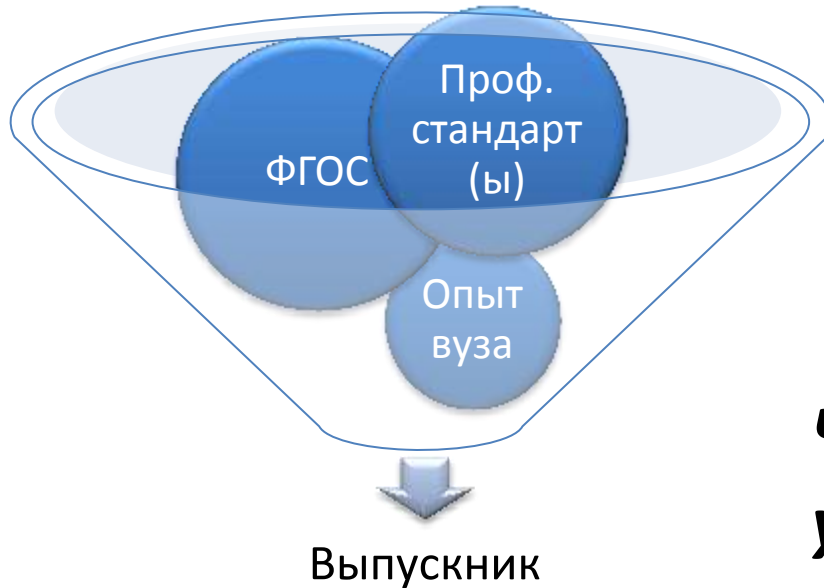 Проф.
стандарт
(ы)
ФГОС
Опыт
вуза
Выпускник